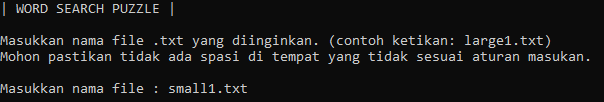 | WORD SEARCH PUZZLE |
Masukkan nama file .txt yang diinginkan. (contoh ketikan: large1.txt)
Mohon pastikan tidak ada spasi di tempat yang tidak sesuai aturan masukan.
Masukkan nama file : small1.txt